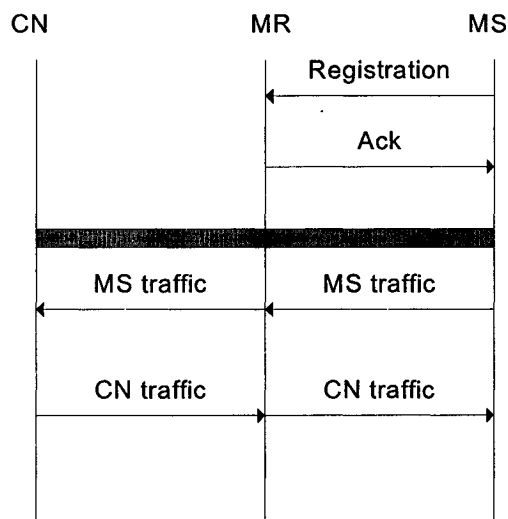 CN MR MS
Registration
Ack
MS traffic MS traffic
CN traffic CN traffic